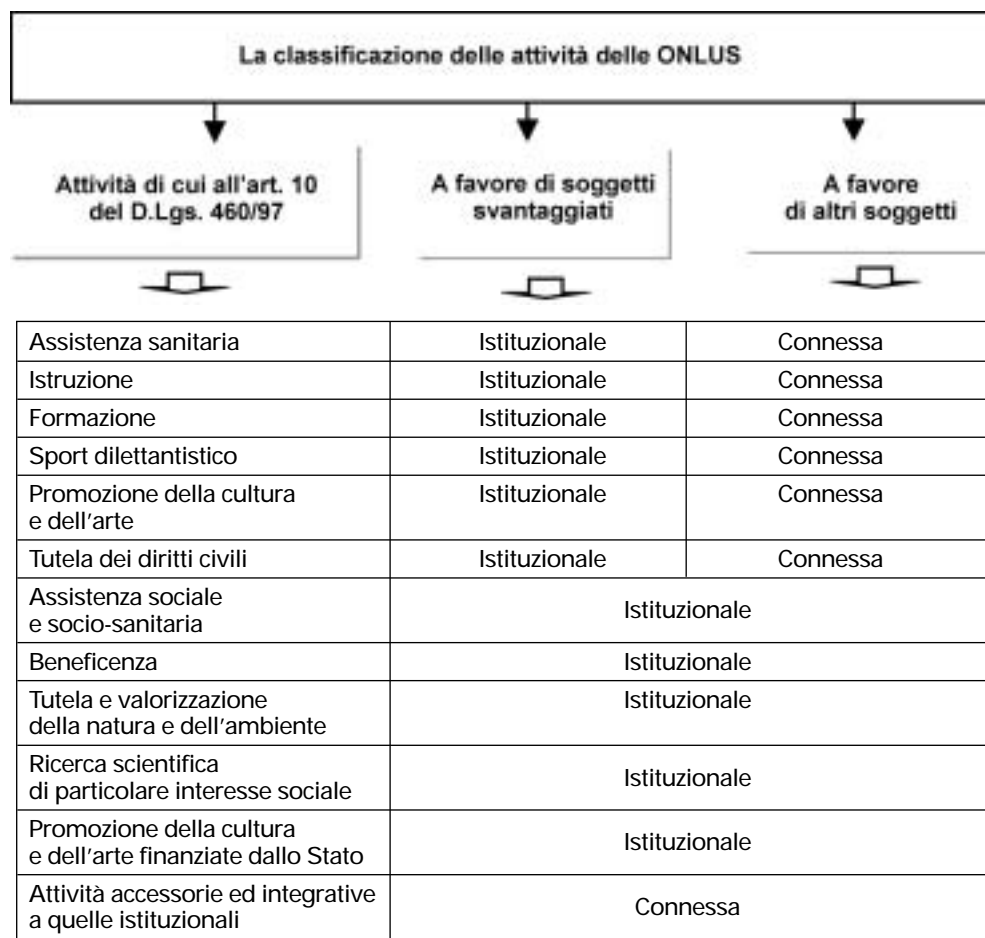 La classificazione delle attività delle ONLUS
Attività di cui all'art. 10
del D.Lgs. 460/97
A favore di soggetti
svantaggiati
A favore
di altri soggetti
Assistenza sanitaria Istituzionale Connessa
Istruzione Istituzionale Connessa
Formazione Istituzionale Connessa
Sport dilettantistico Istituzionale Connessa
Promozione della cultura Istituzionale Connessa
e dell'arte
Tutela dei diritti civili Istituzionale Connessa
Assistenza sociale
e socio-sanitaria
Istituzionale
Beneficenza Istituzionale
Tutela e valorizzazione Istituzionale
della natura e dell'ambiente
Ricerca scientifica
di particolare interesse sociale
Istituzionale
Promozione della cultura
e dell'arte finanziate dallo Stato
Istituzionale
Attività accessorie ed integrative
a quelle istituzionali
Connessa